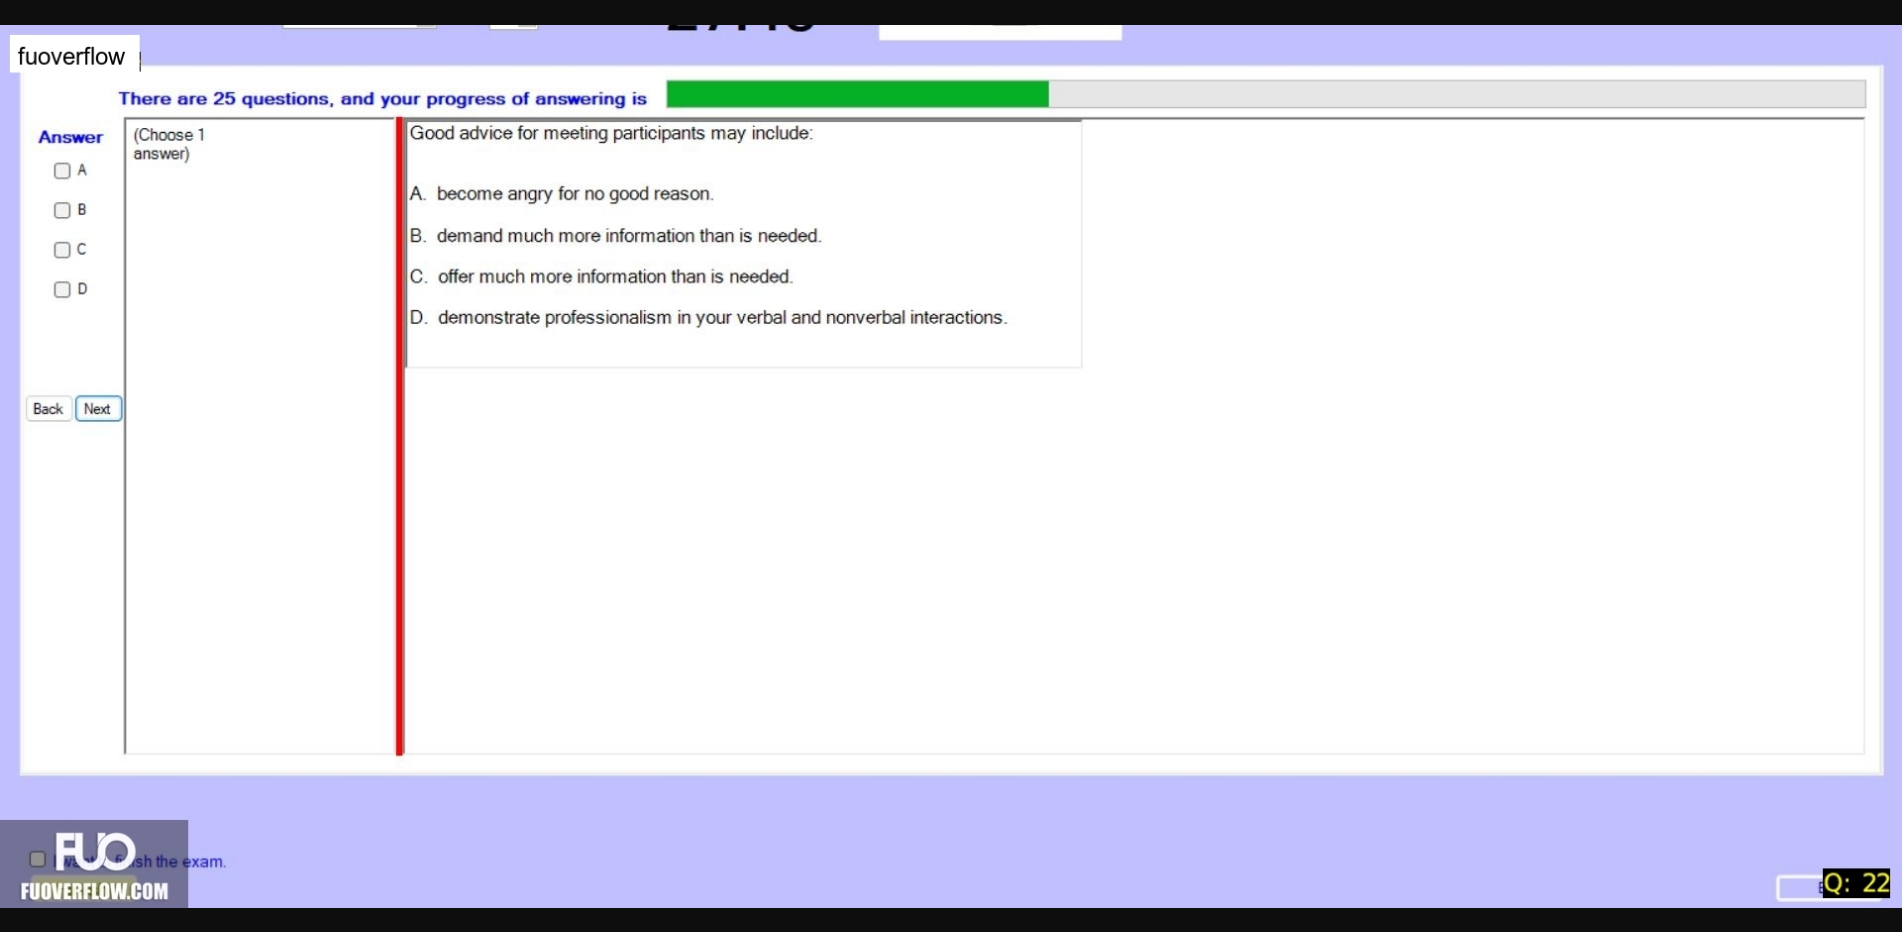 fuoverflow
There are 25 questions, and your progress of answering is
Answer
A
B
C
D
Back Next
(Choose 1
answer)
Good advice for meeting participants may include:
A. become angry for no good reason.
B. demand much more information than is needed.
C. offer much more information than is needed.
D. demonstrate professionalism in your verbal and nonverbal interactions.
the exam.
FUO
FUOVERFLOW.COM
Q: 22